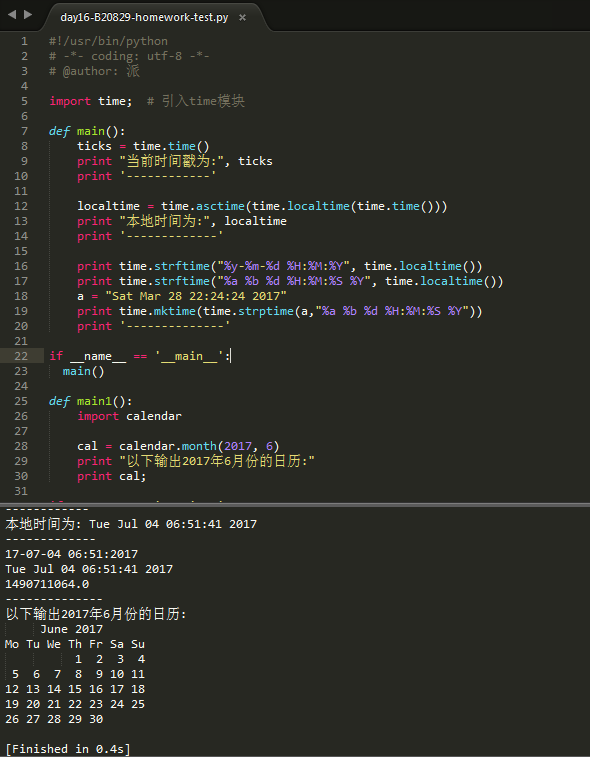 day16-B20829-homework-test.py ×
1 #!/usr/bin/python
2 # -*- coding: utf-8 -*-
3 # @author: 派
4
5 import time;  # 引入time模块
6
7 def main():
8     ticks = time.time()
9     print "当前时间戳为:", ticks
10     print '------------'
11
12     localtime = time.asctime(time.localtime(time.time()))
13     print "本地时间为:", localtime
14     print '-------------'
15
16     print time.strftime("%y-%m-%d %H:%M:%Y", time.localtime())
17     print time.strftime("%a %b %d %H:%M:%S %Y", time.localtime())
18     a = "Sat Mar 28 22:24:24 2017"
19     print time.mktime(time.strptime(a,"%a %b %d %H:%M:%S %Y"))
20     print '--------------'
21
22 if __name__ == '__main__':
23   main()
24
25 def main1():
26     import calendar
27
28     cal = calendar.month(2017, 6)
29     print "以下输出2017年6月份的日历:"
30     print cal;
31
------------
本地时间为: Tue Jul 04 06:51:41 2017
-------------
17-07-04 06:51:2017
Tue Jul 04 06:51:41 2017
1490711064.0
--------------
以下输出2017年6月份的日历:
     June 2017
Mo Tu We Th Fr Sa Su
          1  2  3  4
 5  6  7  8  9 10 11
12 13 14 15 16 17 18
19 20 21 22 23 24 25
26 27 28 29 30
[Finished in 0.4s]